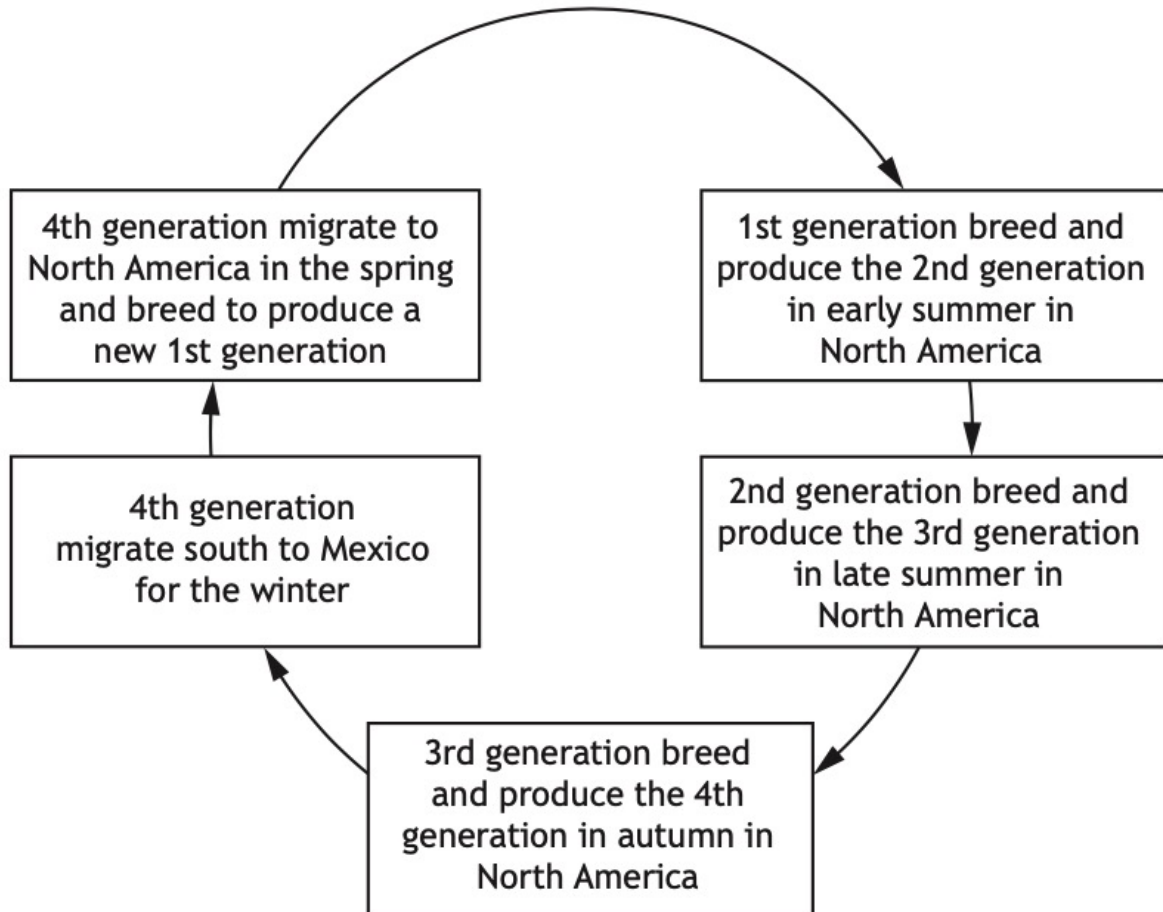 4th generation migrate to
North America in the spring
and breed to produce a
new 1st generation
1st generation breed and
produce the 2nd generation
in early summer in
North America
4th generation
migrate south to Mexico
for the winter
2nd generation breed and
produce the 3rd generation
in late summer in
North America
3rd generation breed
and produce the 4th
generation in autumn in
North America